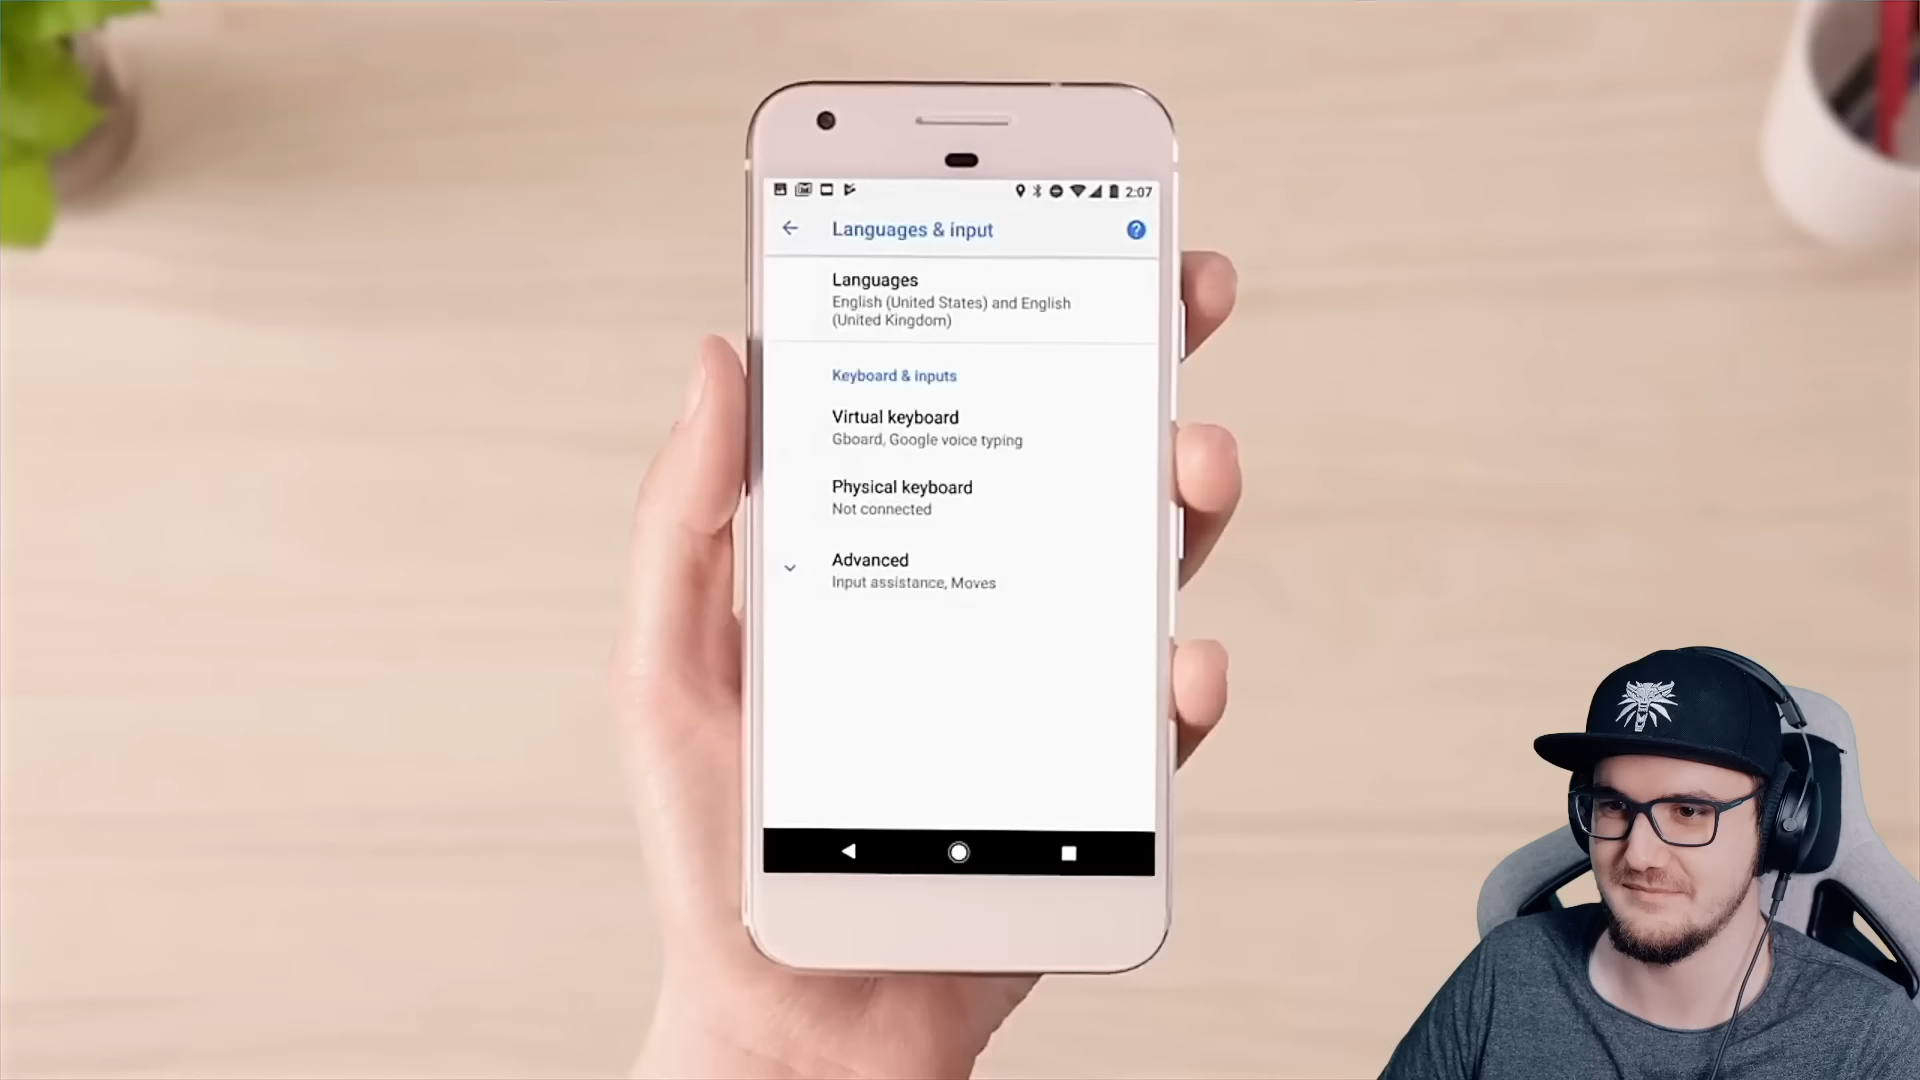 2:07
Languages & input
Languages
English (United States) and English
(United Kingdom)
Keyboard & inputs
Virtual keyboard
Gboard, Google voice typing
Physical keyboard
Not connected
Advanced
Input assistance, Moves